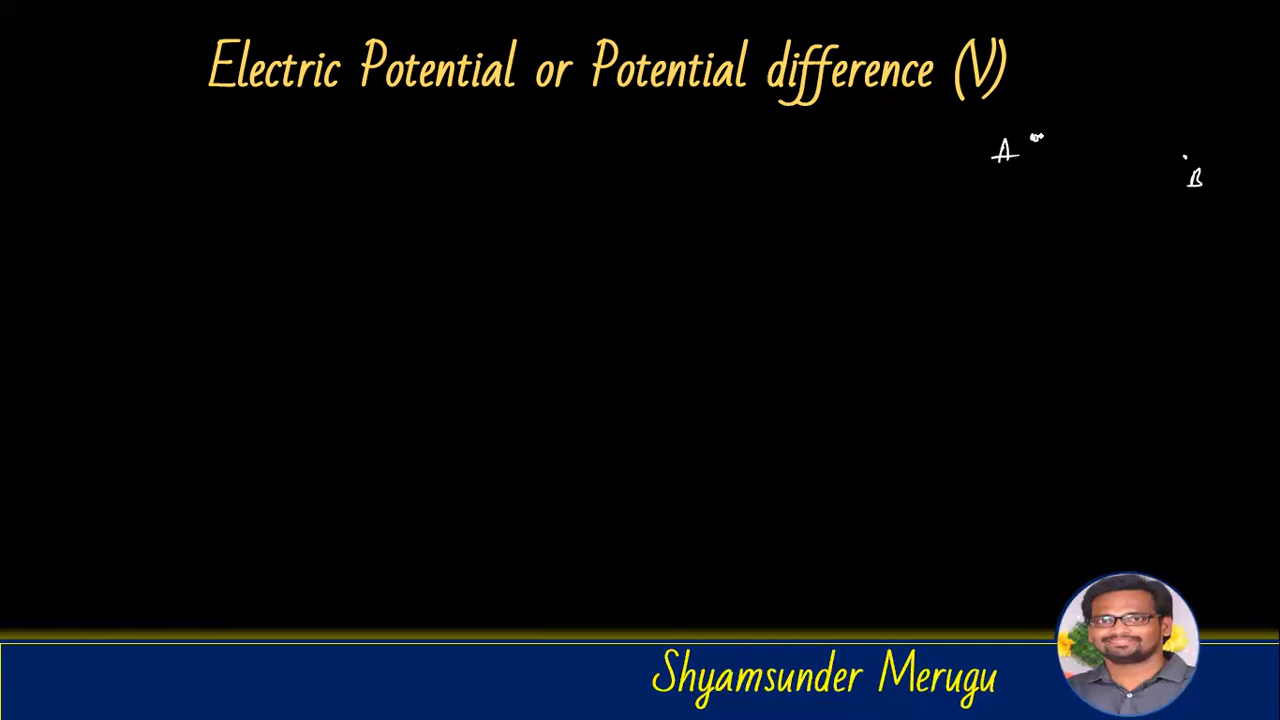 Electric Potential or Potential difference (V)
A
B
Shyamsunder Merugu